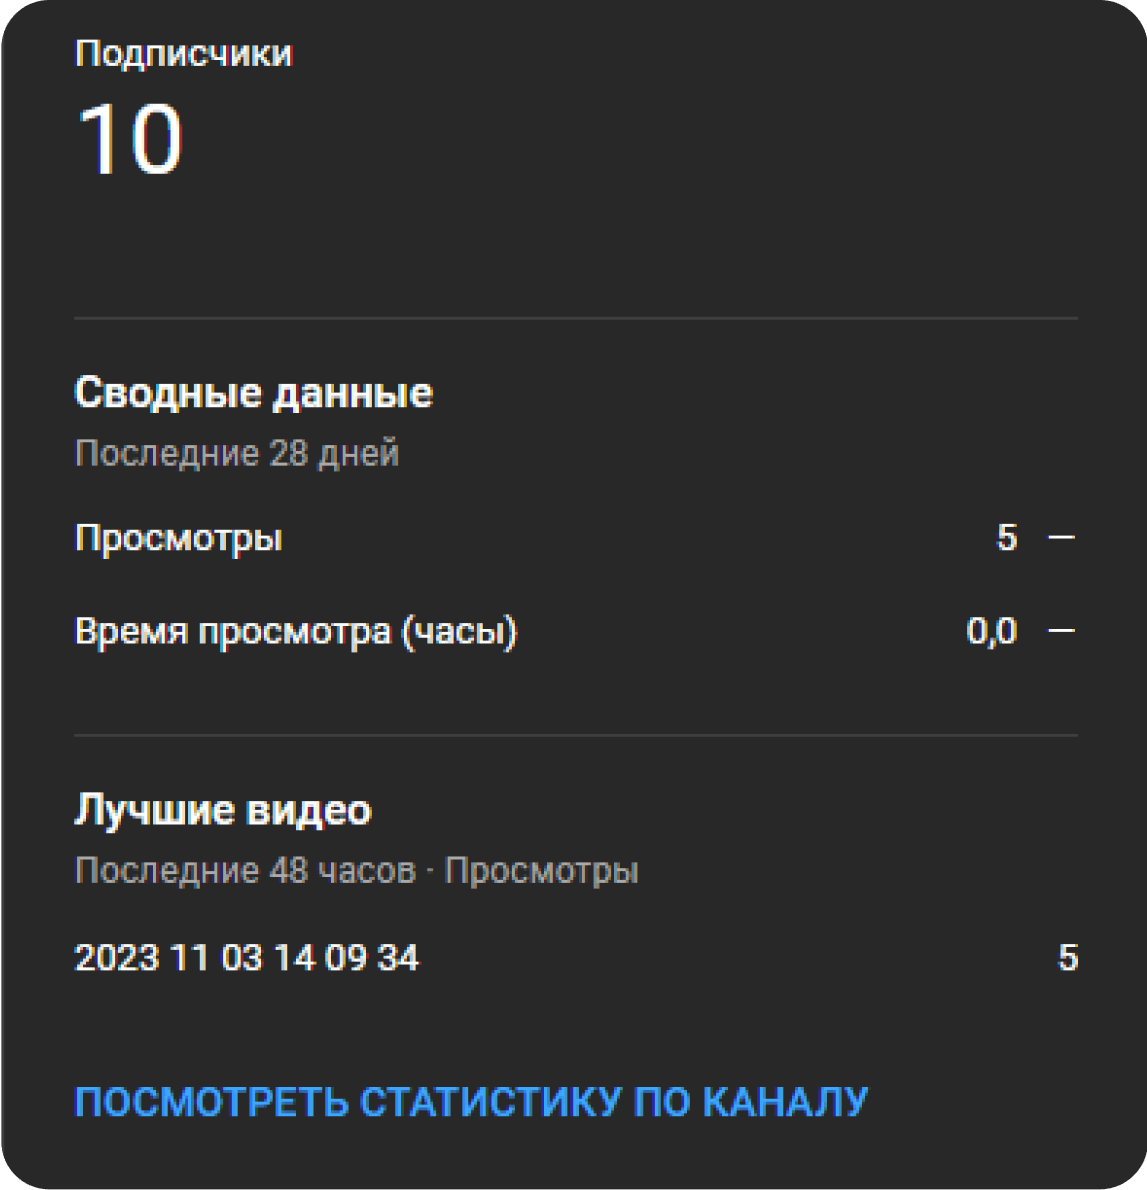 Подписчики
10
Сводные данные
Последние 28 дней
Просмотры 5 —
Время просмотра (часы) 0,0 —
Лучшие видео
Последние 48 часов · Просмотры
2023 11 03 14 09 34 5
ПОСМОТРЕТЬ СТАТИСТИКУ ПО КАНАЛУ